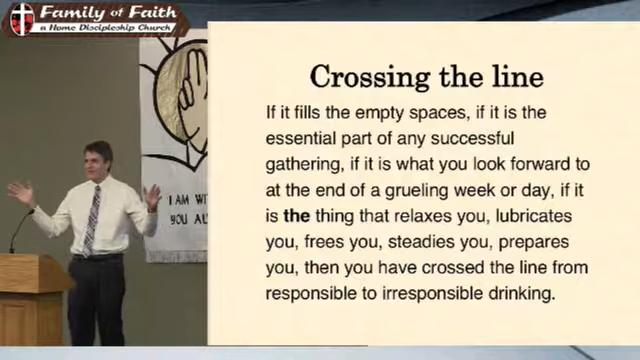 Family of Faith
a Home Discipleship Church
Crossing the line
If it fills the empty spaces, if it is the
essential part of any successful
gathering, if it is what you look forward to
at the end of a grueling week or day, if it
is the thing that relaxes you, lubricates
you, frees you, steadies you, prepares
you, then you have crossed the line from
responsible to irresponsible drinking.
I AM WI
YOU AL